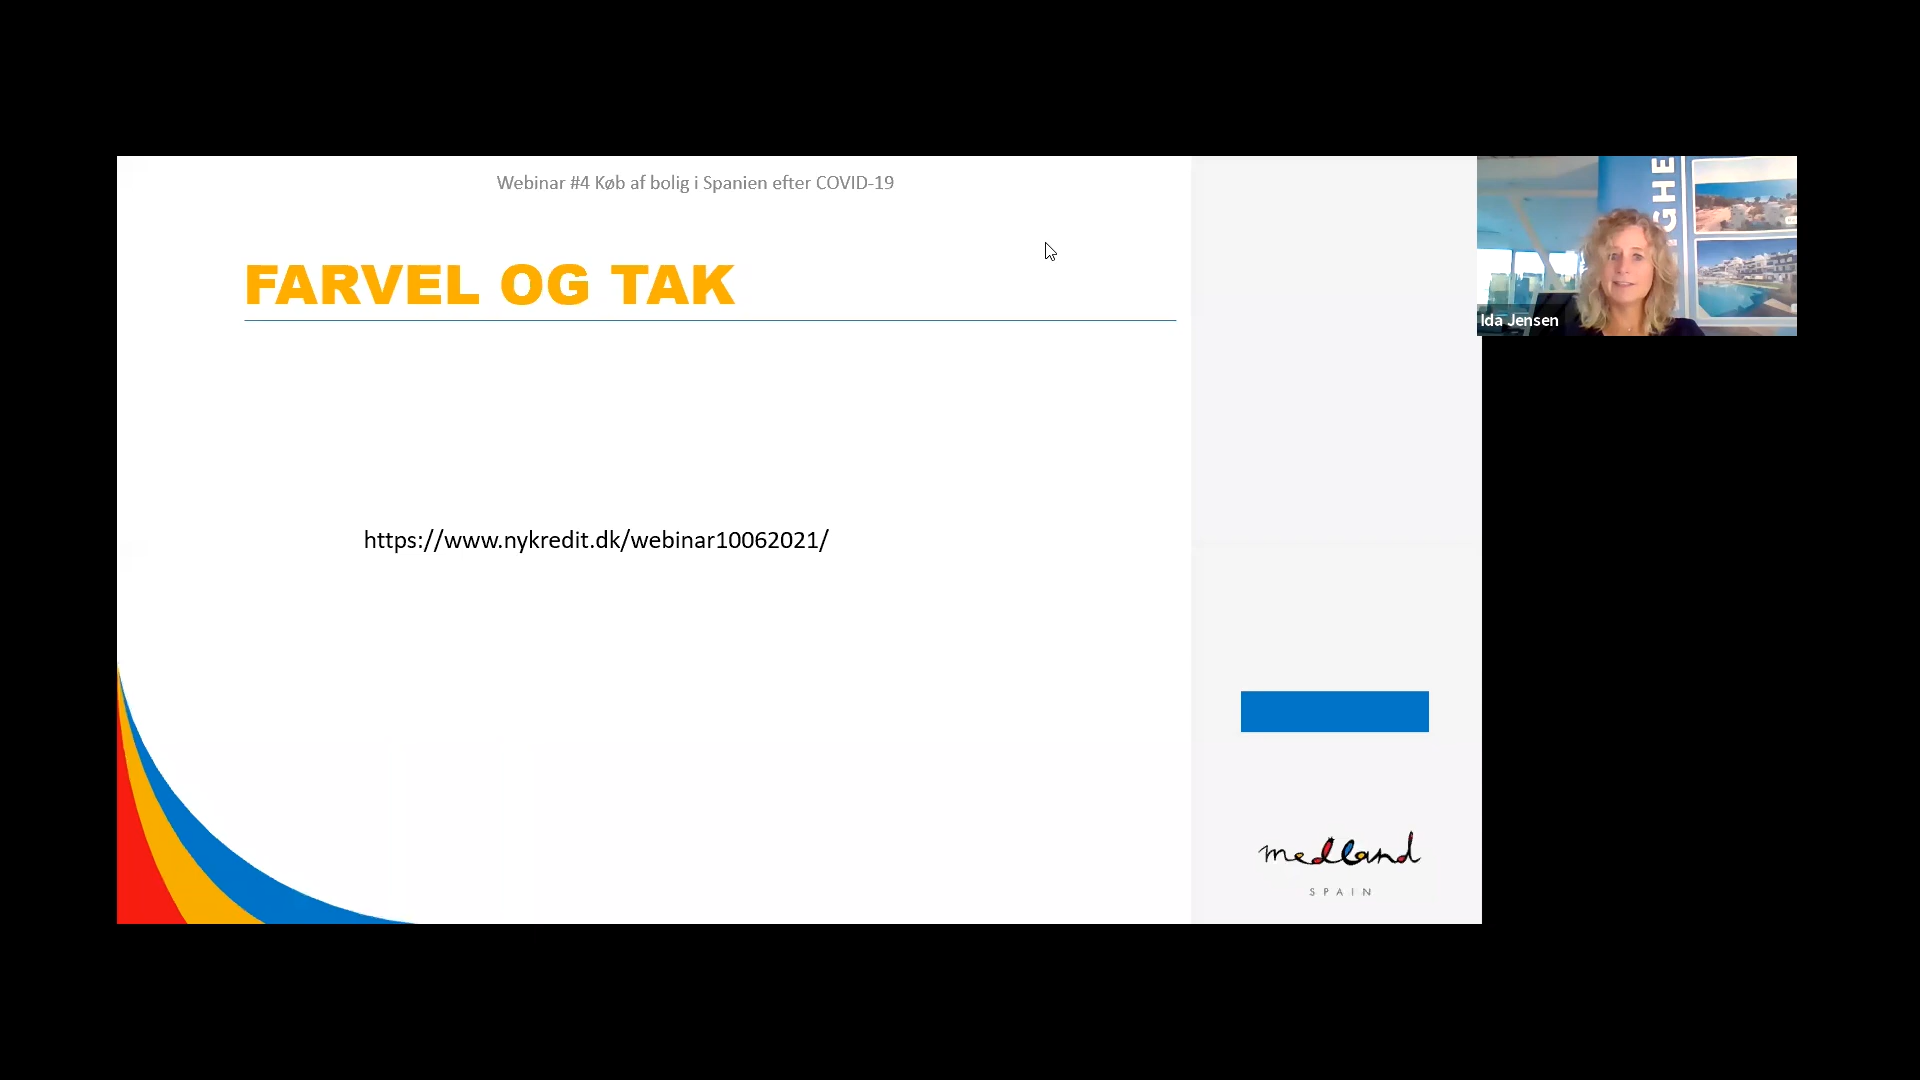 Webinar #4 Køb af bolig i Spanien efter COVID-19
FARVEL OG TAK
https://www.nykredit.dk/webinar10062021/
medland
SPAIN
Ida Jensen
GHE